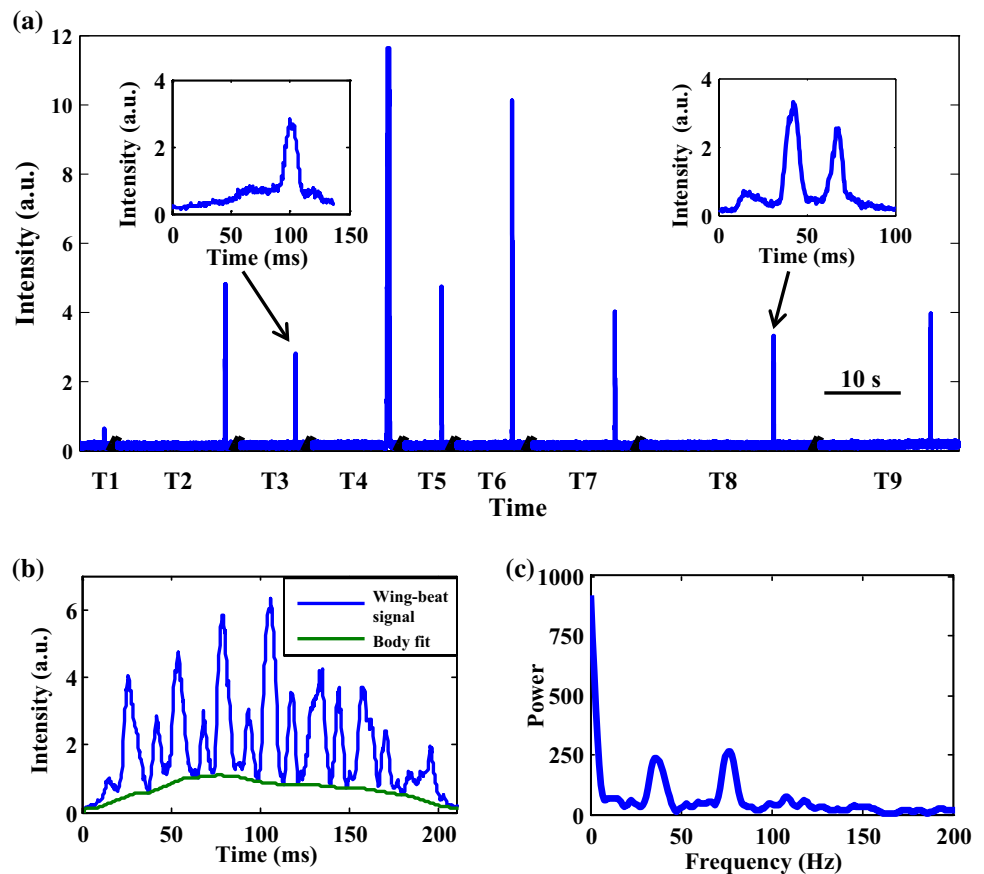 (a)
12
10
8
6
4
2
0
Intensity (a.u.)
4
2
0
Intensity (a.u.)
0 50 100 150
Time (ms)
4
2
0
Intensity (a.u.)
0 50 100
Time (ms)
10 s
T1 T2 T3 T4 T5 T6 T7 T8 T9
Time
(b)
6
4
2
0
Intensity (a.u.)
Wing-beat
signal
Body fit
0 50 100 150 200
Time (ms)
(c)
1000
750
500
250
0
Power
0 50 100 150 200
Frequency (Hz)